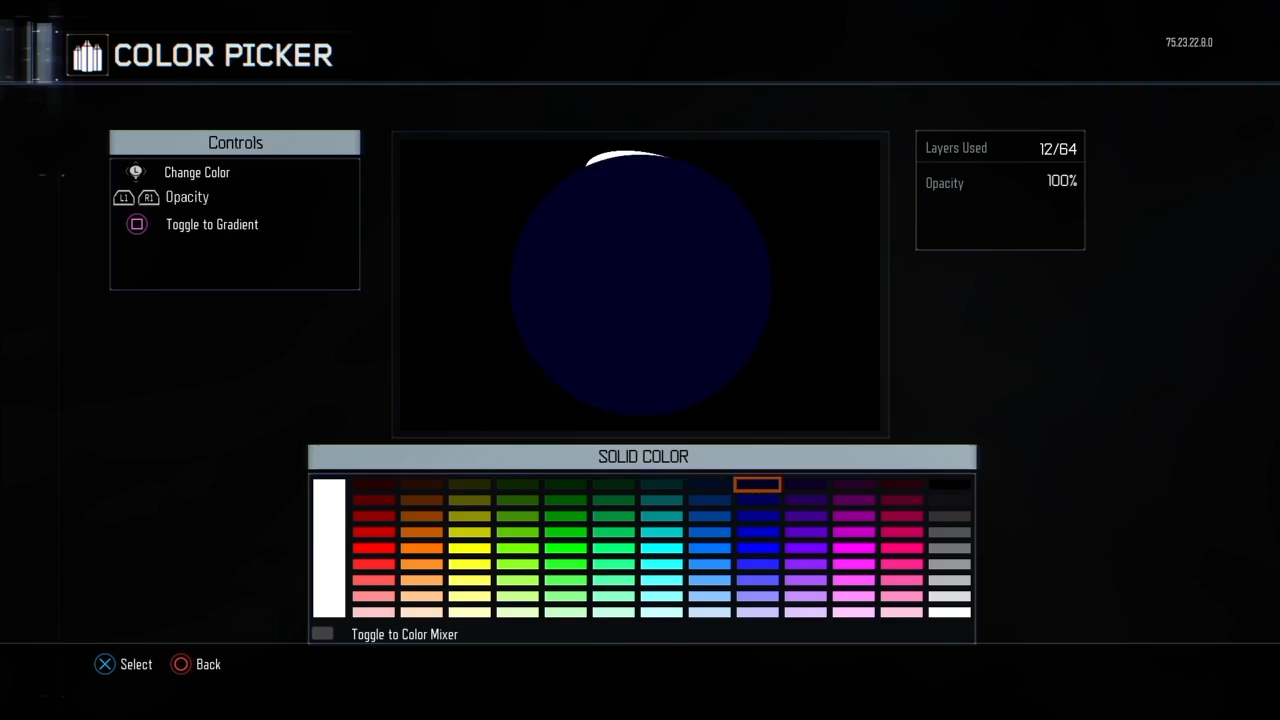 COLOR PICKER
75.23.22.8.0
Controls
L Change Color
L1 R1 Opacity
Toggle to Gradient
Layers Used 12/64
Opacity 100%
SOLID COLOR
Toggle to Color Mixer
Select Back